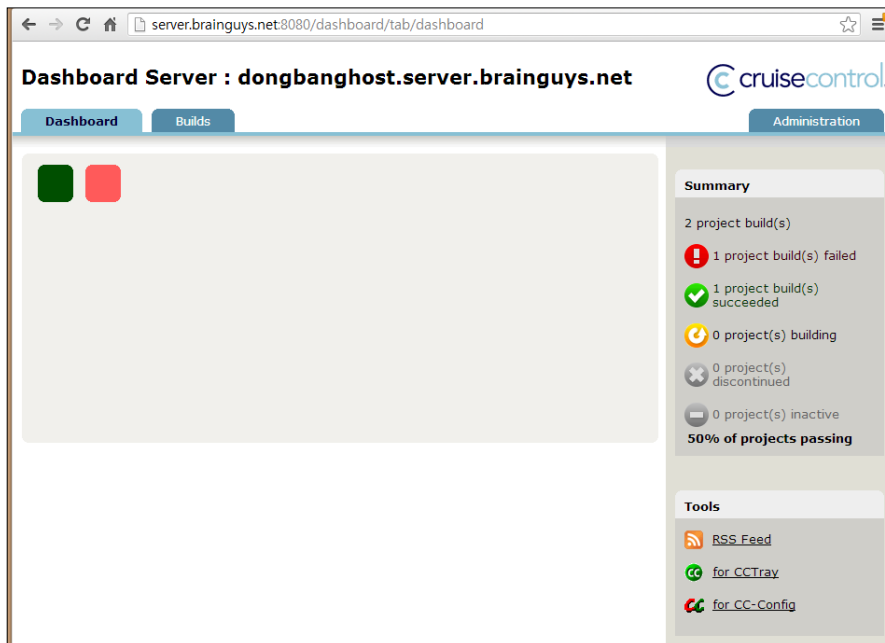 server.brainguys.net:8080/dashboard/tab/dashboard
Dashboard Server : dongbanghost.server.brainguys.net
cruisecontrol
Dashboard
Builds
Administration
Summary
2 project build(s)
1 project build(s) failed
1 project build(s)
succeeded
0 project(s) building
0 project(s)
discontinued
0 project(s) inactive
50% of projects passing
Tools
RSS Feed
cc
for CCTray
cc
for CC-Config